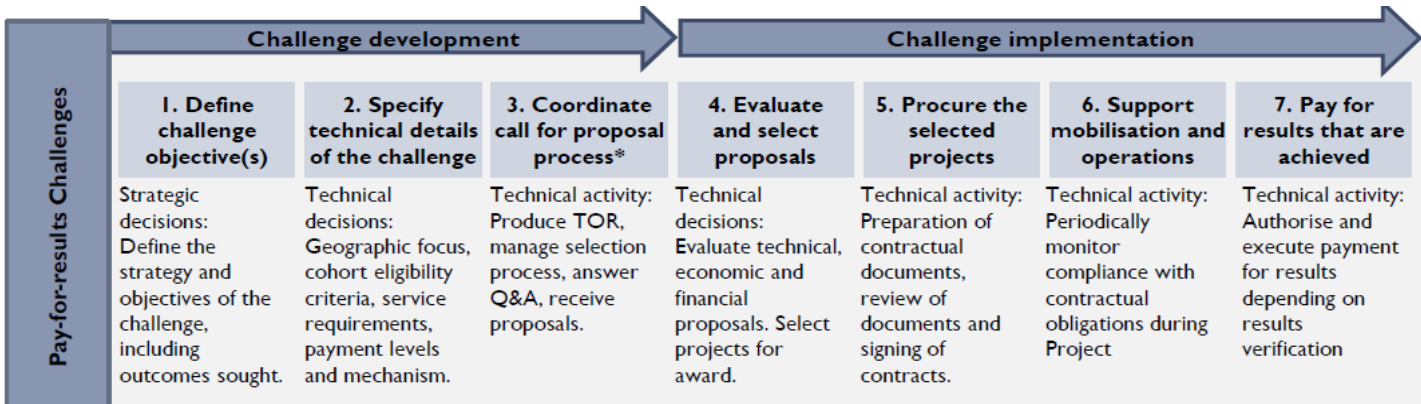 Pay-for-results Challenges
Challenge development
Challenge implementation
1. Define
challenge
objective(s)
Strategic
decisions:
Define the
strategy and
objectives of the
challenge,
including
outcomes sought.
2. Specify
technical details
of the challenge
Technical
decisions:
Geographic focus,
cohort eligibility
criteria, service
requirements,
payment levels
and mechanism.
3. Coordinate
call for proposal
process*
Technical activity:
Produce TOR,
manage selection
process, answer
Q&A, receive
proposals.
4. Evaluate
and select
proposals
Technical
decisions:
Evaluate technical,
economic and
financial
proposals. Select
projects for
award.
5. Procure the
selected
projects
Technical activity:
Preparation of
contractual
documents,
review of
documents and
signing of
contracts.
6. Support
mobilisation and
operations
Technical activity:
Periodically
monitor
compliance with
contractual
obligations during
Project
7. Pay for
results that are
achieved
Technical activity:
Authorise and
execute payment
for results
depending on
results
verification